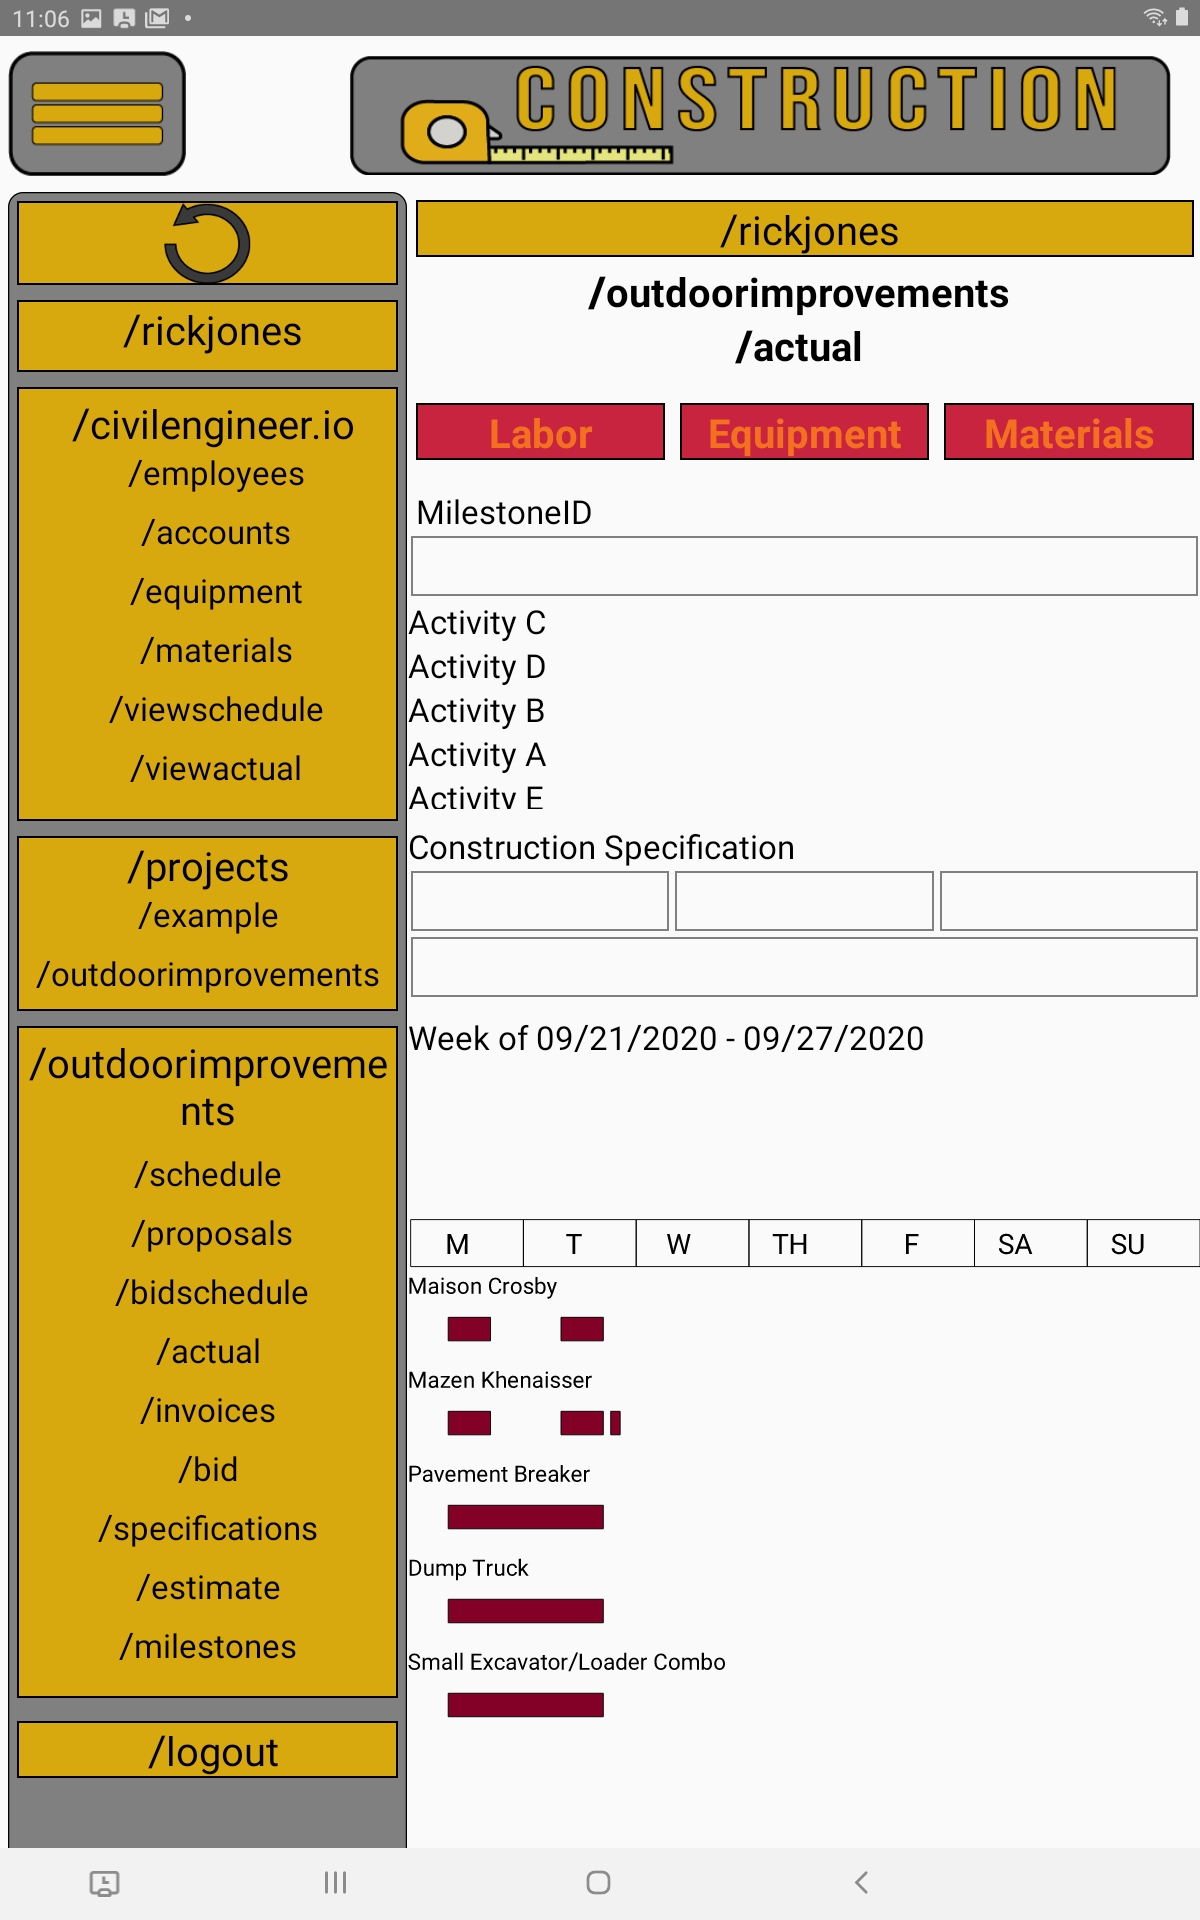 11:06
CONSTRUCTION
/rickjones
/civilengineer.io
/employees
/accounts
/equipment
/materials
/viewschedule
/viewactual
/projects
/example
/outdoorimprovements
/outdoorimproveme
nts
/schedule
/proposals
/bidschedule
/actual
/invoices
/bid
/specifications
/estimate
/milestones
/logout
/rickjones
/outdoorimprovements
/actual
Labor Equipment Materials
MilestoneID
Activity C
Activity D
Activity B
Activity A
Activity E
Construction Specification
Week of 09/21/2020 - 09/27/2020
M T W TH F SA SU
Maison Crosby
Mazen Khenaisser
Pavement Breaker
Dump Truck
Small Excavator/Loader Combo